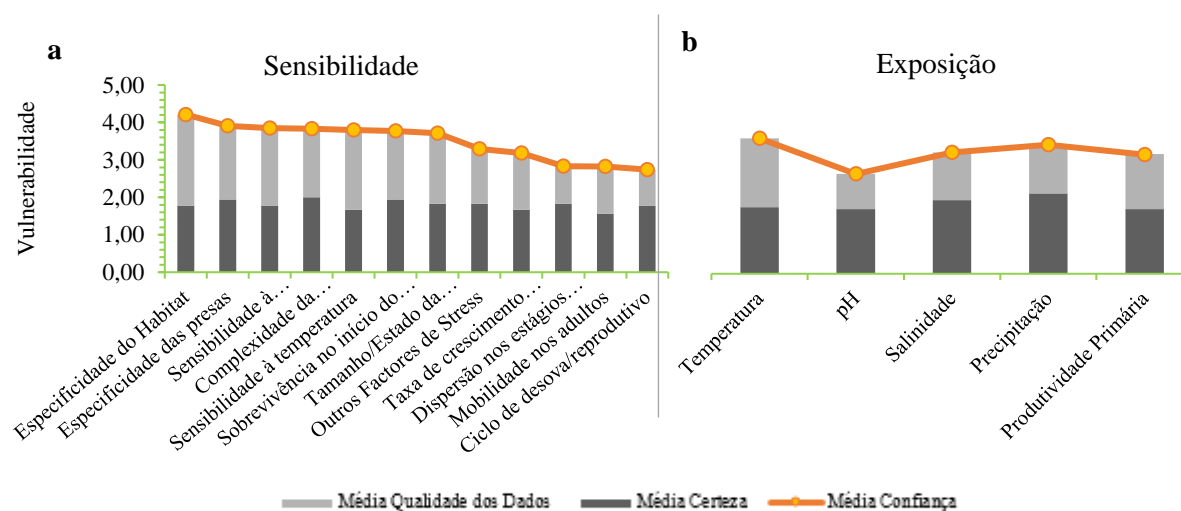 a
Sensibilidade
b
Exposição
Vulnerabilidade
5,00
4,00
3,00
2,00
1,00
0,00
Especificidade do Habitat
Especificidade das presas
Sensibilidade à…
Complexidade da…
Sensibilidade à temperatura
Sobrevivência no início do…
Tamanho/Estado da…
Outros Factores de Stress
Taxa de crescimento…
Dispersão nos estágios…
Mobilidade nos adultos
Ciclo de desova/reprodutivo
Temperatura
pH
Salinidade
Precipitação
Produtividade Primária
Média Qualidade dos Dados
Média Certeza
Média Confiança